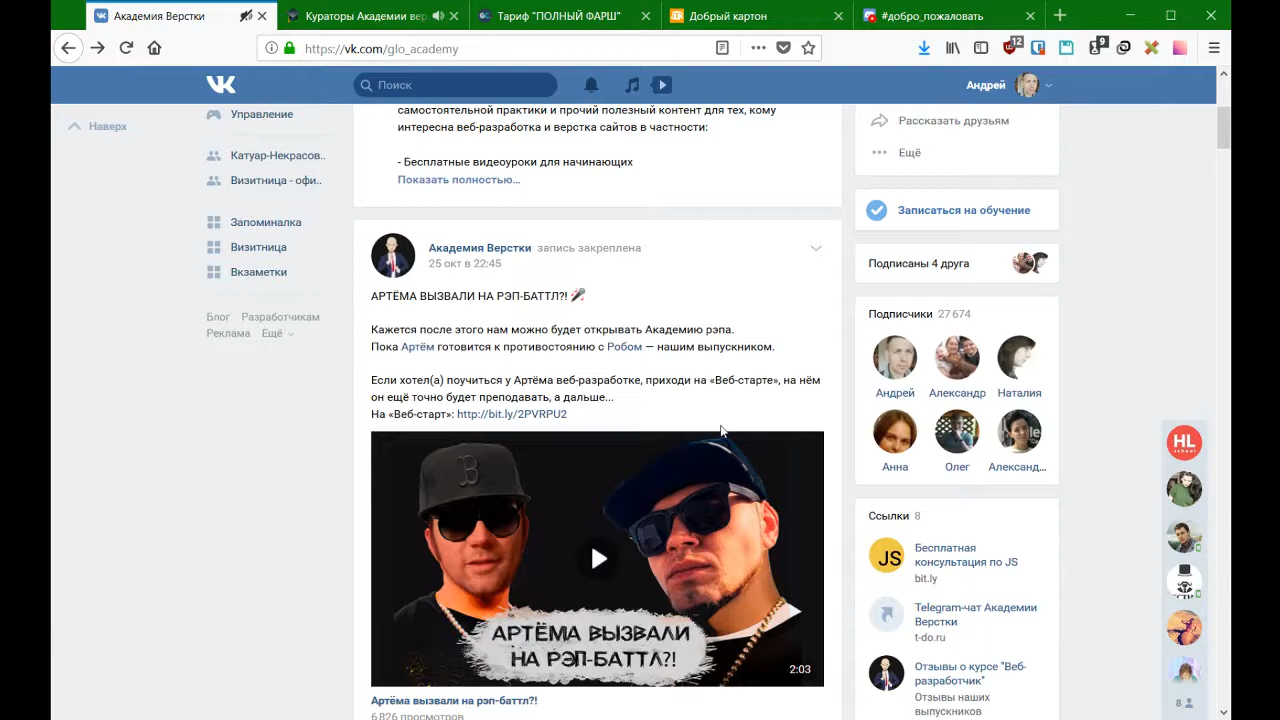 Академия Верстки
Кураторы Академии вер
Тариф "ПОЛНЫЙ ФАРШ"
Добрый картон
#добро_пожаловать
https://vk.com/glo_academy
12
9
Поиск
Андрей
Наверх
Управление
Катуар-Некрасов..
Визитница - офи..
Запоминалка
Визитница
Вкзаметки
Блог Разработчикам
Реклама Ещё
самостоятельной практики и прочий полезный контент для тех, кому
интересна веб-разработка и верстка сайтов в частности:
- Бесплатные видеоуроки для начинающих
Показать полностью…
Академия Верстки запись закреплена
25 окт в 22:45
АРТЁМА ВЫЗВАЛИ НА РЭП-БАТТЛ?!
Кажется после этого нам можно будет открывать Академию рэпа.
Пока Артём готовится к противостоянию с Робом — нашим выпускником.
Если хотел(а) поучиться у Артёма веб-разработке, приходи на «Веб-старте», на нём
он ещё точно будет преподавать, а дальше...
На «Веб-старт»: http://bit.ly/2PVRPU2
B
АРТЁМА ВЫЗВАЛИ
НА РЭП-БАТТЛ?!
2:03
Артёма вызвали на рэп-баттл?!
6 826 просмотров
Рассказать друзьям
Ещё
Записаться на обучение
Подписаны 4 друга
Подписчики 27 674
Андрей
Александр
Наталия
Анна
Олег
Александ…
Ссылки 8
JS
Бесплатная
консультация по JS
bit.ly
Telegram-чат Академии
Верстки
t-do.ru
Отзывы о курсе "Веб-
разработчик"
Отзывы наших
выпускников
HL
school
8